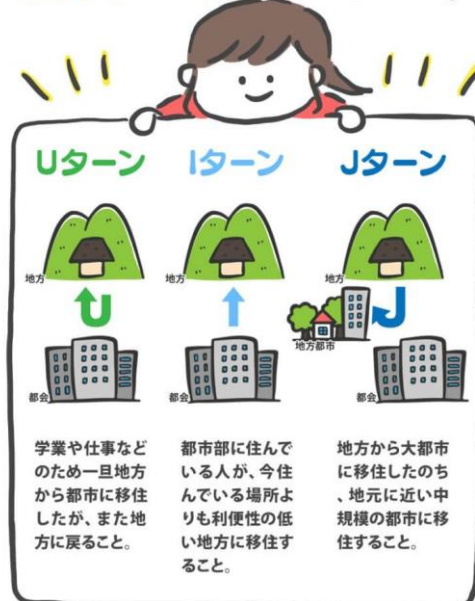 Uターン
Iターン
Jターン
地方
地方
地方
地方都市
都会
都会
都会
学業や仕事など
のため一旦地方
から都市に移住
したが、また地
方に戻ること。
都市部に住んで
いる人が、今住
んでいる場所よ
りも利便性の低
い地方に移住す
ること。
地方から大都市
に移住したのち
、地元に近い中
規模の都市に移
住すること。